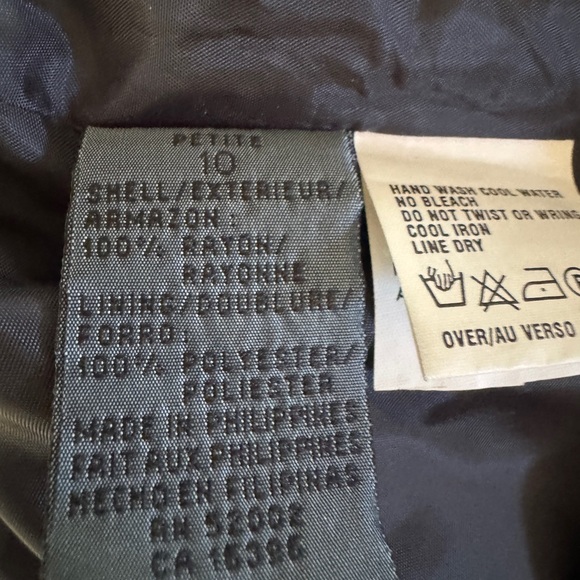 PETITE
10
SHELL/EXTERIEUR/
ARMAZON:
100% RAYON/
RAYONNE
LINING/DOUBLURE/
FORRO:
100% POLYESTER/
POLIESTER
MADE IN PHILIPPINES
FAIT AUX PHILIPPINES
HECHO EN FILIPINAS
RN 52002
CA 16396
HAND WASH COOL WATER
NO BLEACH
DO NOT TWIST OR WRING
COOL IRON
LINE DRY
OVER/AU VERSO